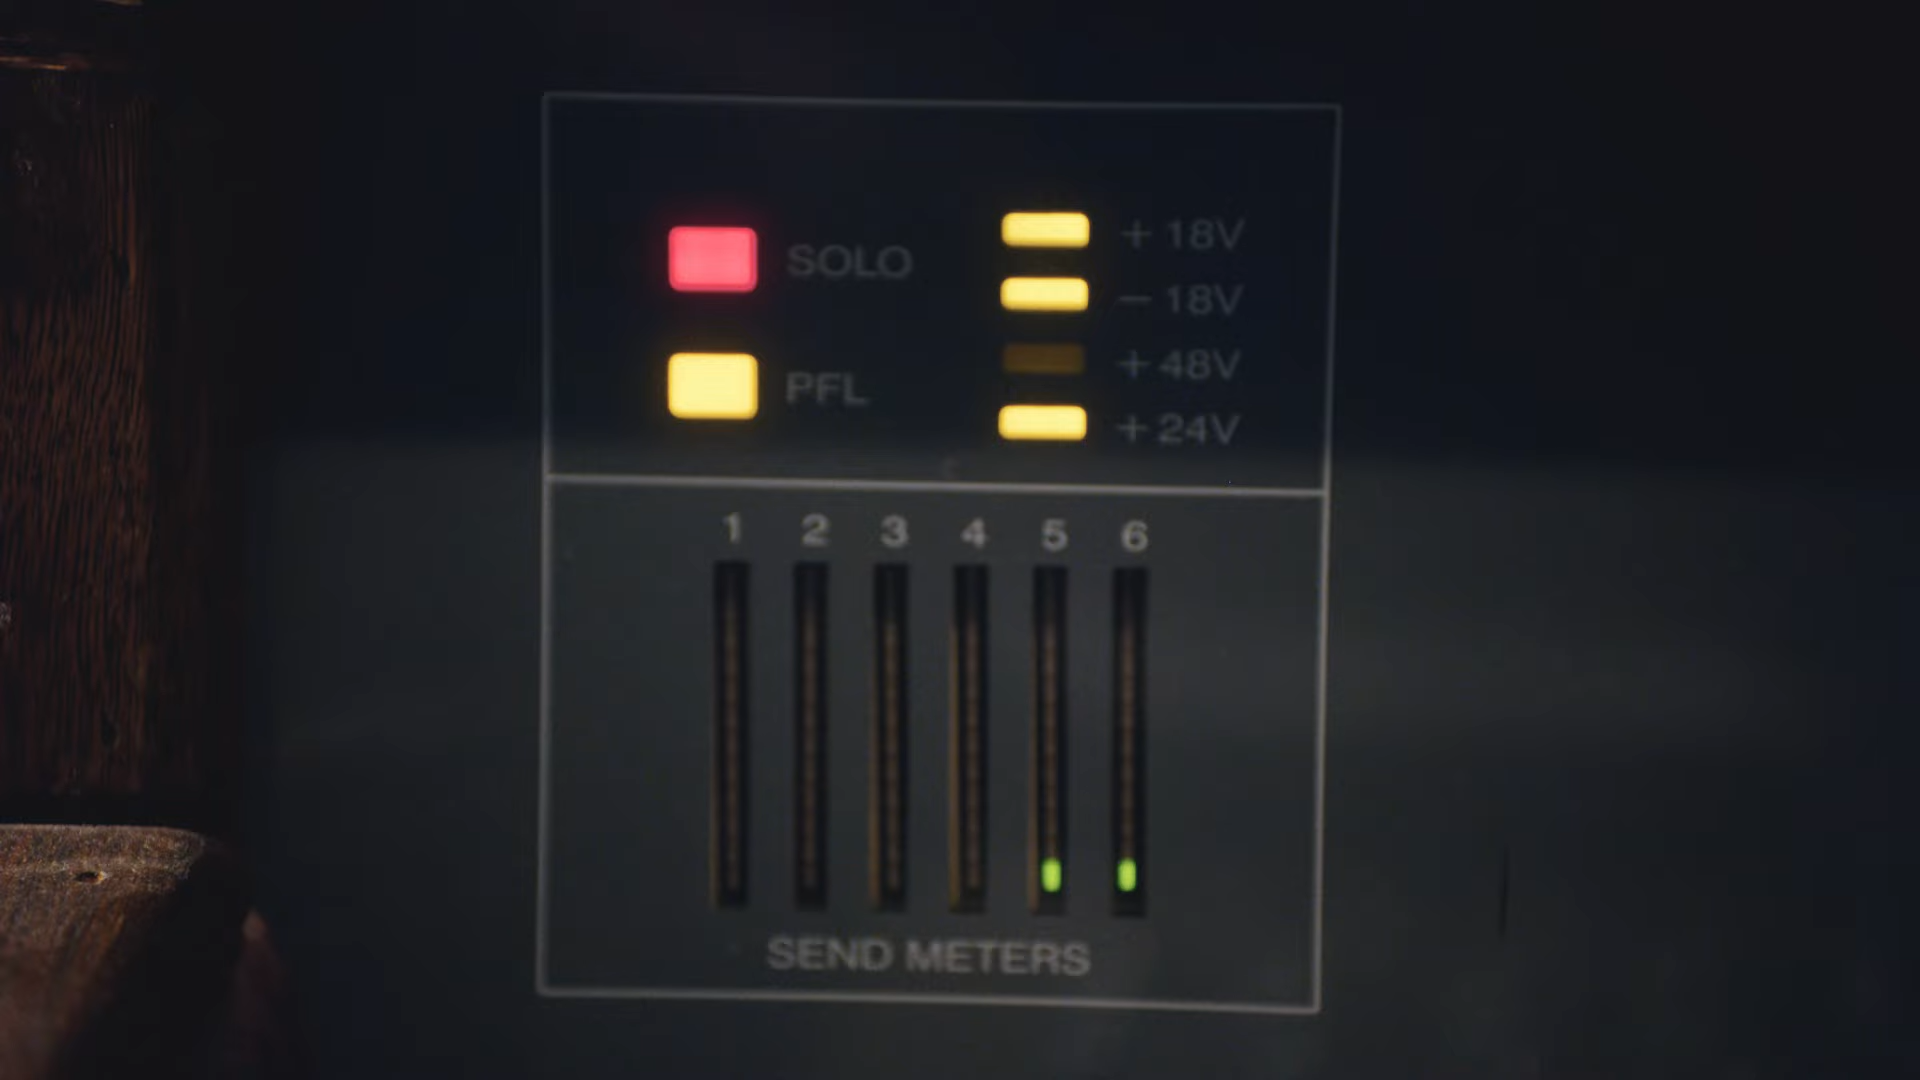 SOLO
PFL
+ 18V
− 18V
+ 48V
+ 24V
1 2 3 4 5 6
SEND METERS